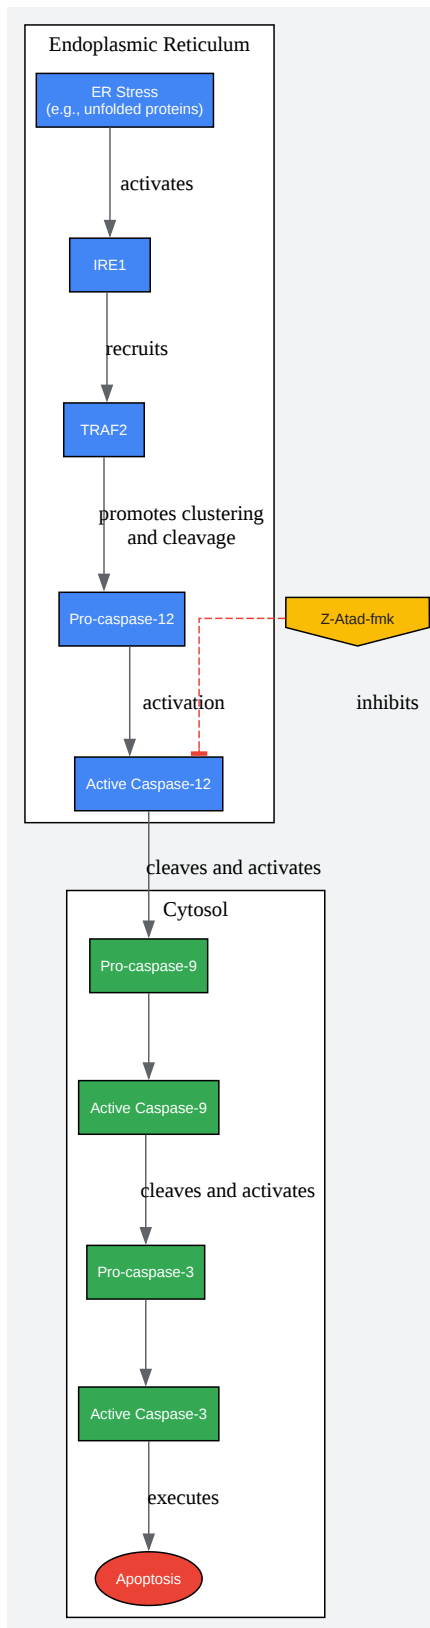 Endoplasmic Reticulum
ER Stress
(e.g., unfolded proteins)
activates
IRE1
recruits
TRAF2
promotes clustering
and cleavage
Pro-caspase-12
Z-Atad-fmk
activation
inhibits
Active Caspase-12
cleaves and activates
Cytosol
Pro-caspase-9
Active Caspase-9
cleaves and activates
Pro-caspase-3
Active Caspase-3
executes
Apoptosis